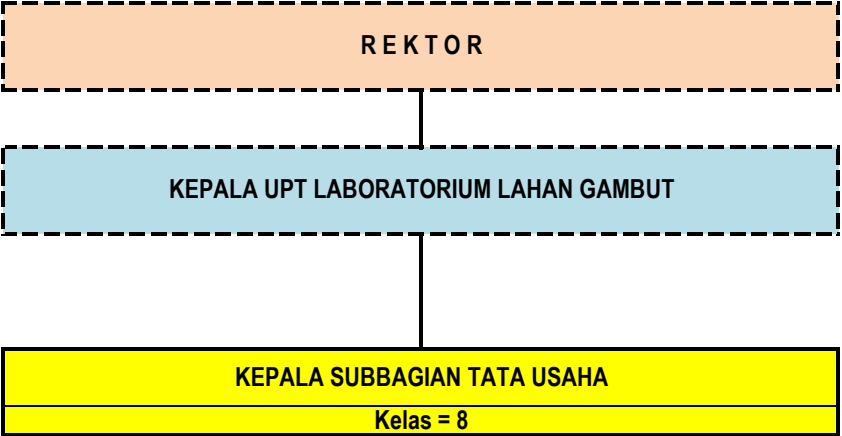 R E K T O R
KEPALA UPT LABORATORIUM LAHAN GAMBUT
KEPALA SUBBAGIAN TATA USAHA
Kelas = 8